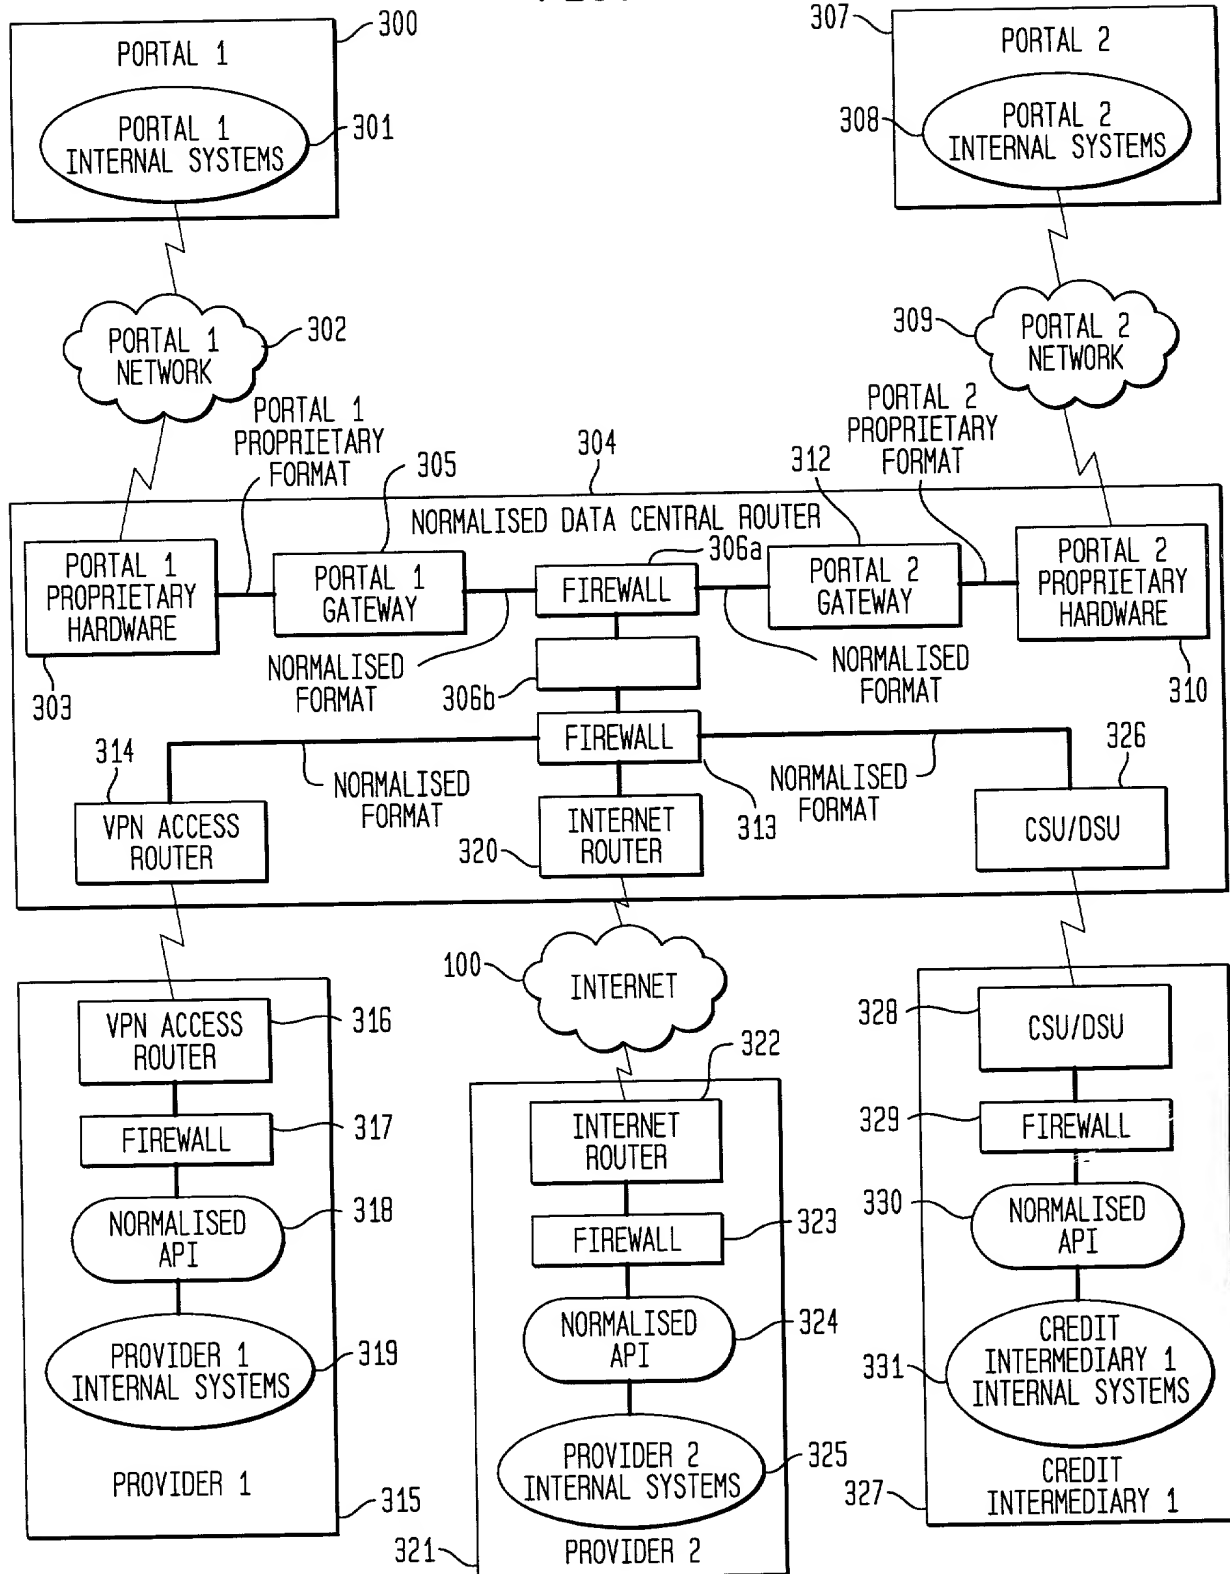 300
307
PORTAL 1
PORTAL 2
PORTAL 1
INTERNAL SYSTEMS
301
308
PORTAL 2
INTERNAL SYSTEMS
PORTAL 1
NETWORK
302
309
PORTAL 2
NETWORK
PORTAL 1
PROPRIETARY
FORMAT
PORTAL 2
PROPRIETARY
FORMAT
304
305
312
NORMALISED DATA CENTRAL ROUTER
306a
PORTAL 1
PROPRIETARY
HARDWARE
PORTAL 1
GATEWAY
FIREWALL
PORTAL 2
GATEWAY
PORTAL 2
PROPRIETARY
HARDWARE
303
NORMALISED
FORMAT
306b
NORMALISED
FORMAT
310
314
FIREWALL
326
NORMALISED
FORMAT
313
NORMALISED
FORMAT
VPN ACCESS
ROUTER
320
INTERNET
ROUTER
CSU/DSU
100
INTERNET
VPN ACCESS
ROUTER
316
322
328
CSU/DSU
FIREWALL
317
INTERNET
ROUTER
329
FIREWALL
NORMALISED
API
318
FIREWALL
323
330
NORMALISED
API
PROVIDER 1
INTERNAL SYSTEMS
319
NORMALISED
API
324
331
CREDIT
INTERMEDIARY 1
INTERNAL SYSTEMS
PROVIDER 1
315
PROVIDER 2
INTERNAL SYSTEMS
325
327
CREDIT
INTERMEDIARY 1
321
PROVIDER 2